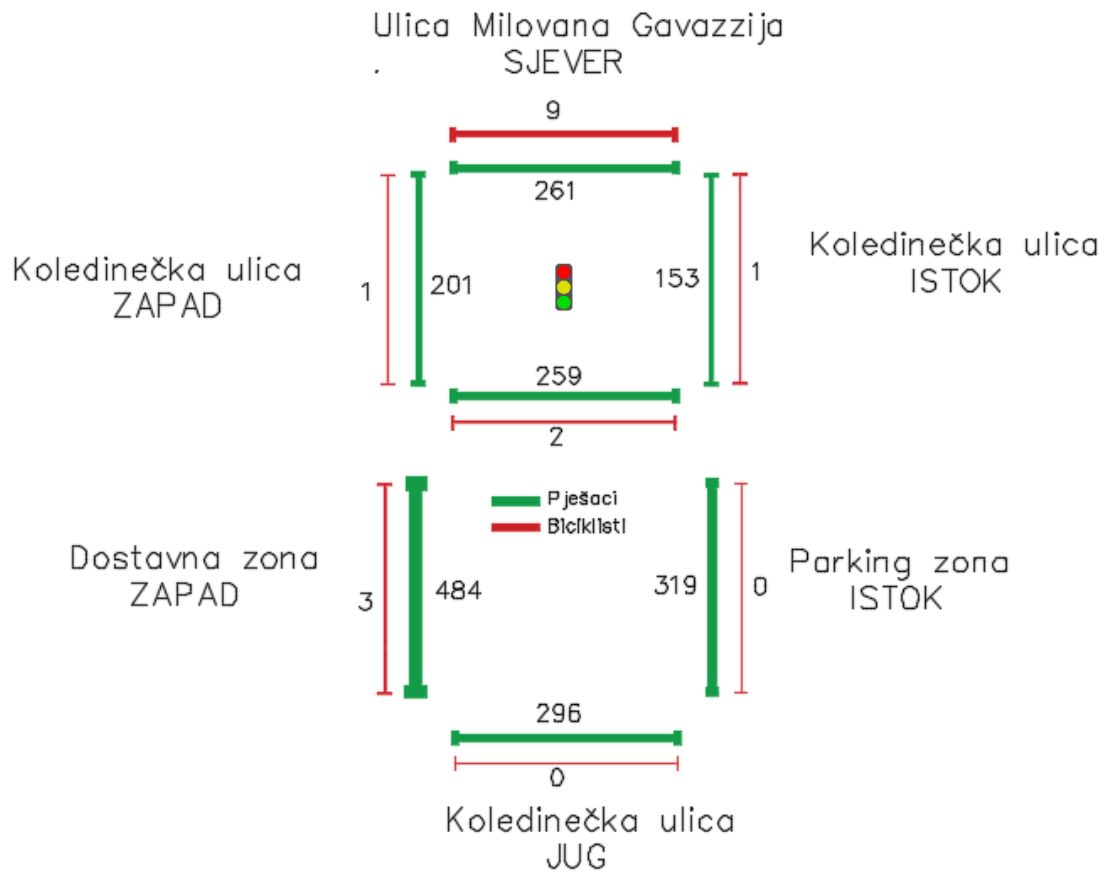 Ulica Milovana Gavazzija
SJEVER
9
261
Koledinečka ulica
ZAPAD
1
201
153
1
Koledinečka ulica
ISTOK
259
2
Pješaci
Biciklisti
Dostavna zona
ZAPAD
3
484
319
0
Parking zona
ISTOK
296
0
Koledinečka ulica
JUG